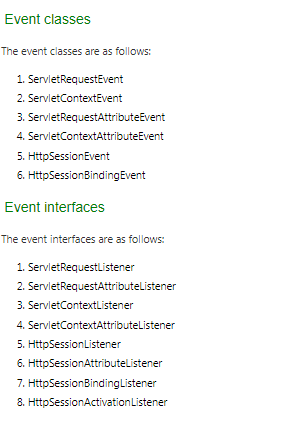 Event classes
The event classes are as follows:
1. ServletRequestEvent
2. ServletContextEvent
3. ServletRequestAttributeEvent
4. ServletContextAttributeEvent
5. HttpSessionEvent
6. HttpSessionBindingEvent
Event interfaces
The event interfaces are as follows:
1. ServletRequestListener
2. ServletRequestAttributeListener
3. ServletContextListener
4. ServletContextAttributeListener
5. HttpSessionListener
6. HttpSessionAttributeListener
7. HttpSessionBindingListener
8. HttpSessionActivationListener